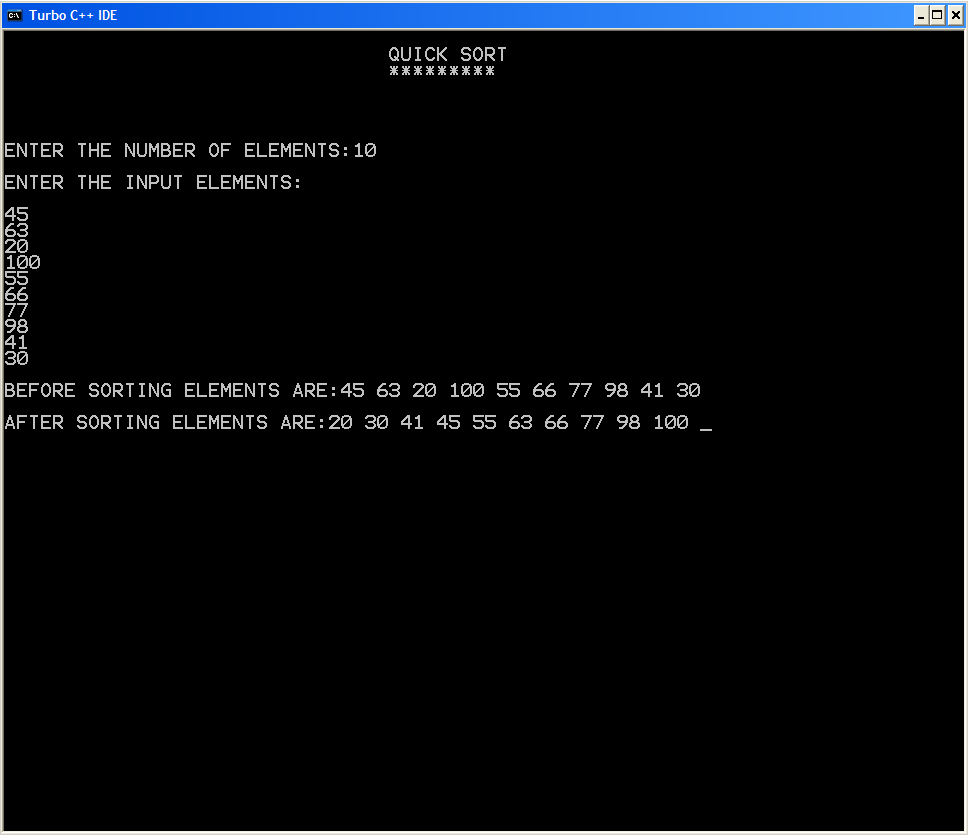 Turbo C++ IDE
QUICK SORT
*********
ENTER THE NUMBER OF ELEMENTS:10
ENTER THE INPUT ELEMENTS:
45
63
20
100
55
66
77
98
41
30
BEFORE SORTING ELEMENTS ARE:45 63 20 100 55 66 77 98 41 30
AFTER SORTING ELEMENTS ARE:20 30 41 45 55 63 66 77 98 100 _